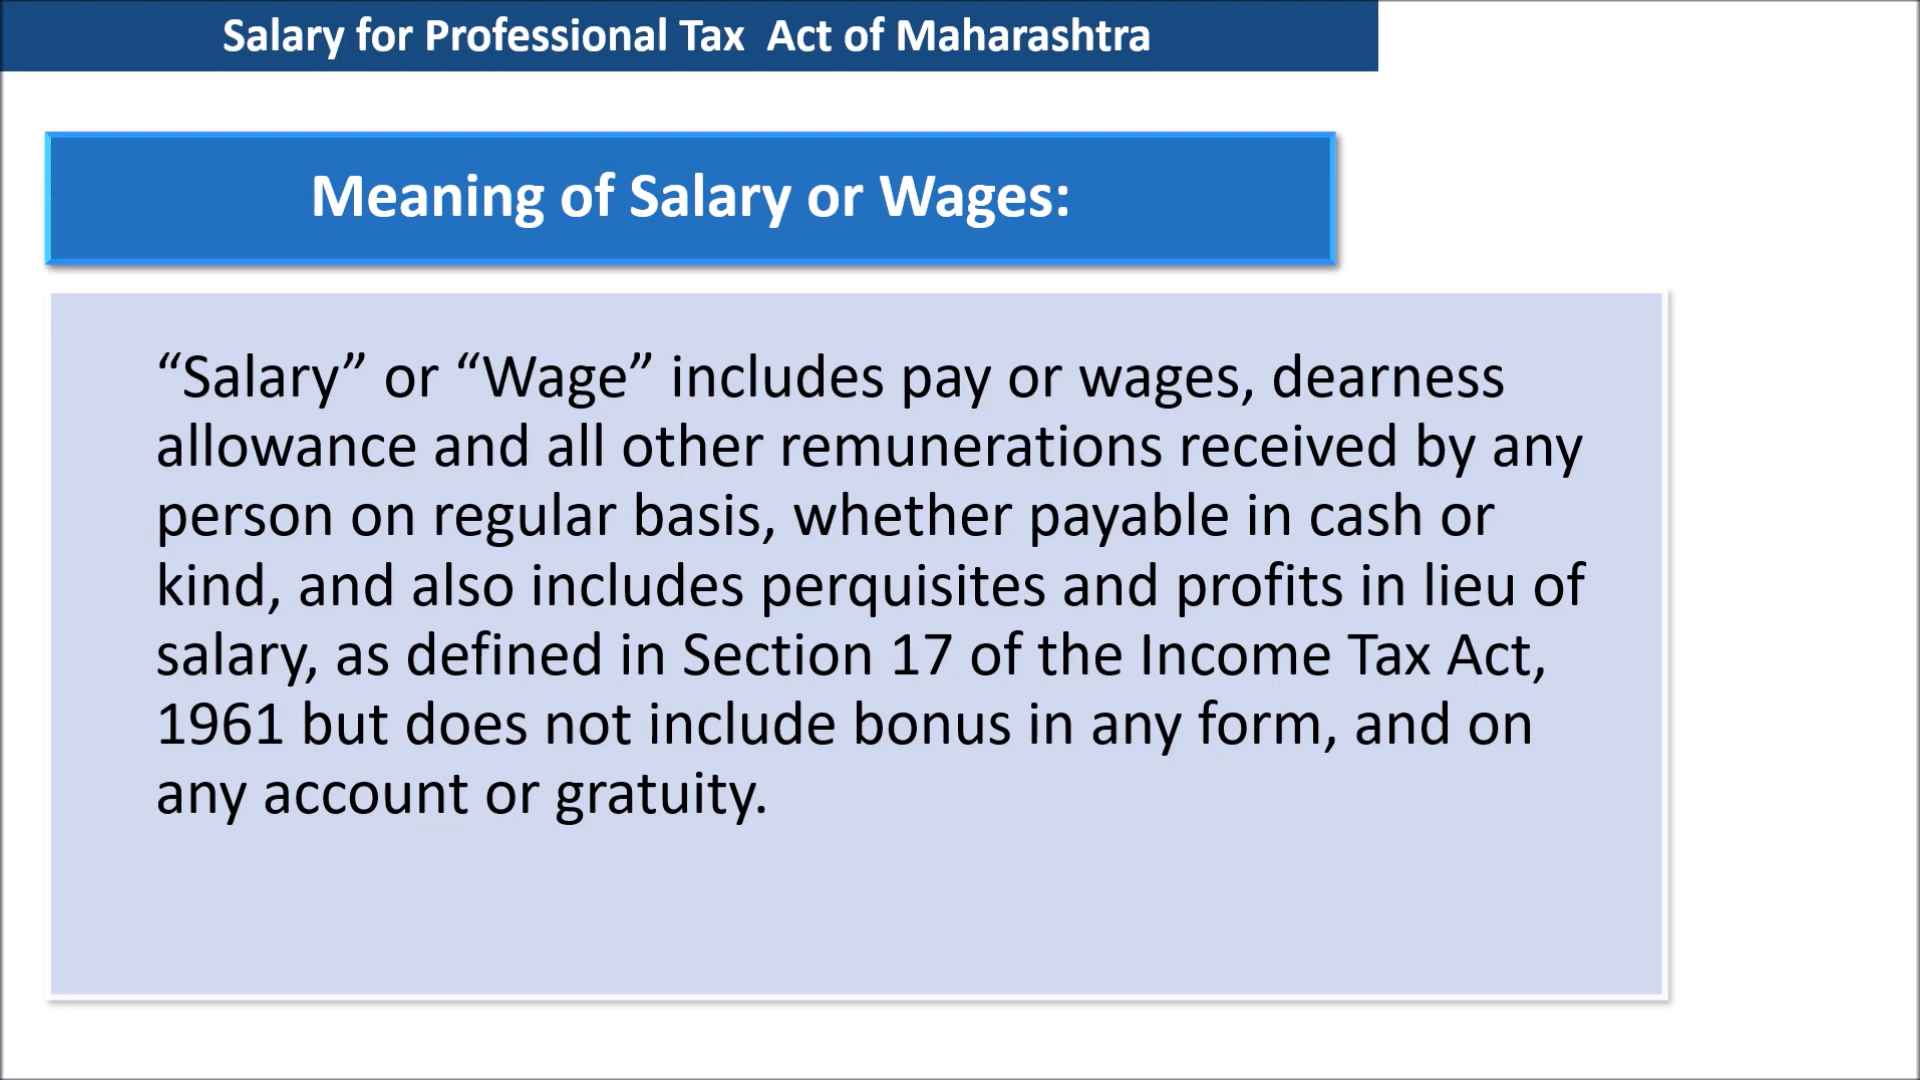 Salary for Professional Tax  Act of Maharashtra
Meaning of Salary or Wages:
“Salary” or “Wage” includes pay or wages, dearness
allowance and all other remunerations received by any
person on regular basis, whether payable in cash or
kind, and also includes perquisites and profits in lieu of
salary, as defined in Section 17 of the Income Tax Act,
1961 but does not include bonus in any form, and on
any account or gratuity.